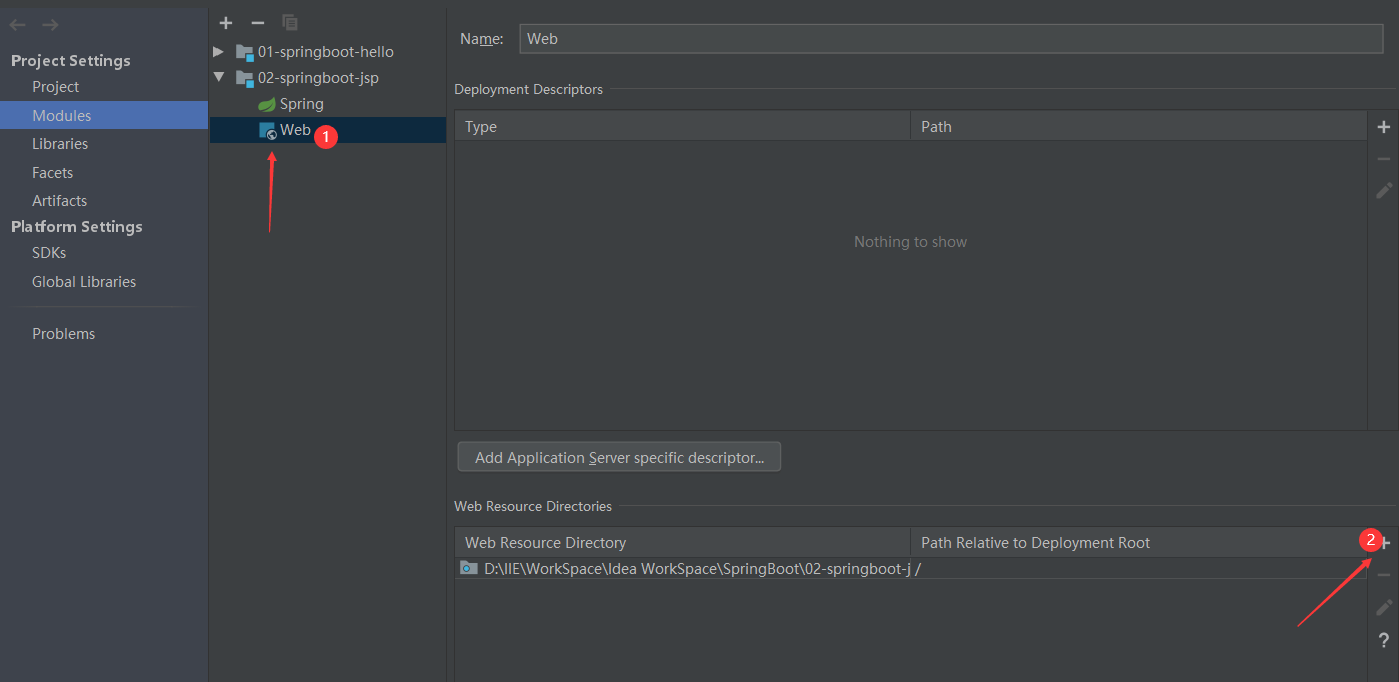 Project Settings
Project
Modules
Libraries
Facets
Artifacts
Platform Settings
SDKs
Global Libraries
Problems
01-springboot-hello
02-springboot-jsp
Spring
Web
1
Name: Web
Deployment Descriptors
Type Path
Nothing to show
Add Application Server specific descriptor...
Web Resource Directories
Web Resource Directory Path Relative to Deployment Root
2
D:\IIE\WorkSpace\Idea WorkSpace\SpringBoot\02-springboot-j /
?